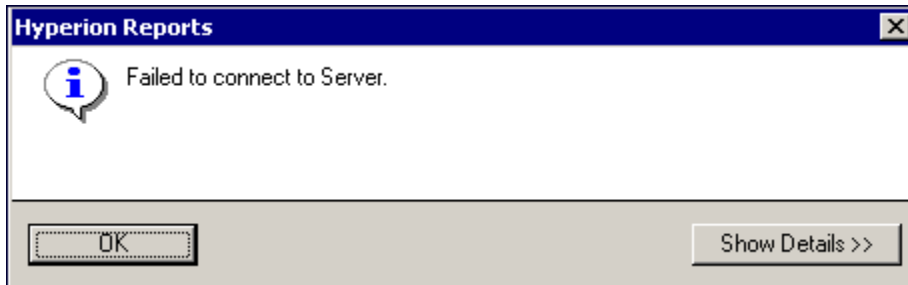 Hyperion Reports
Failed to connect to Server.
OK
Show Details >>